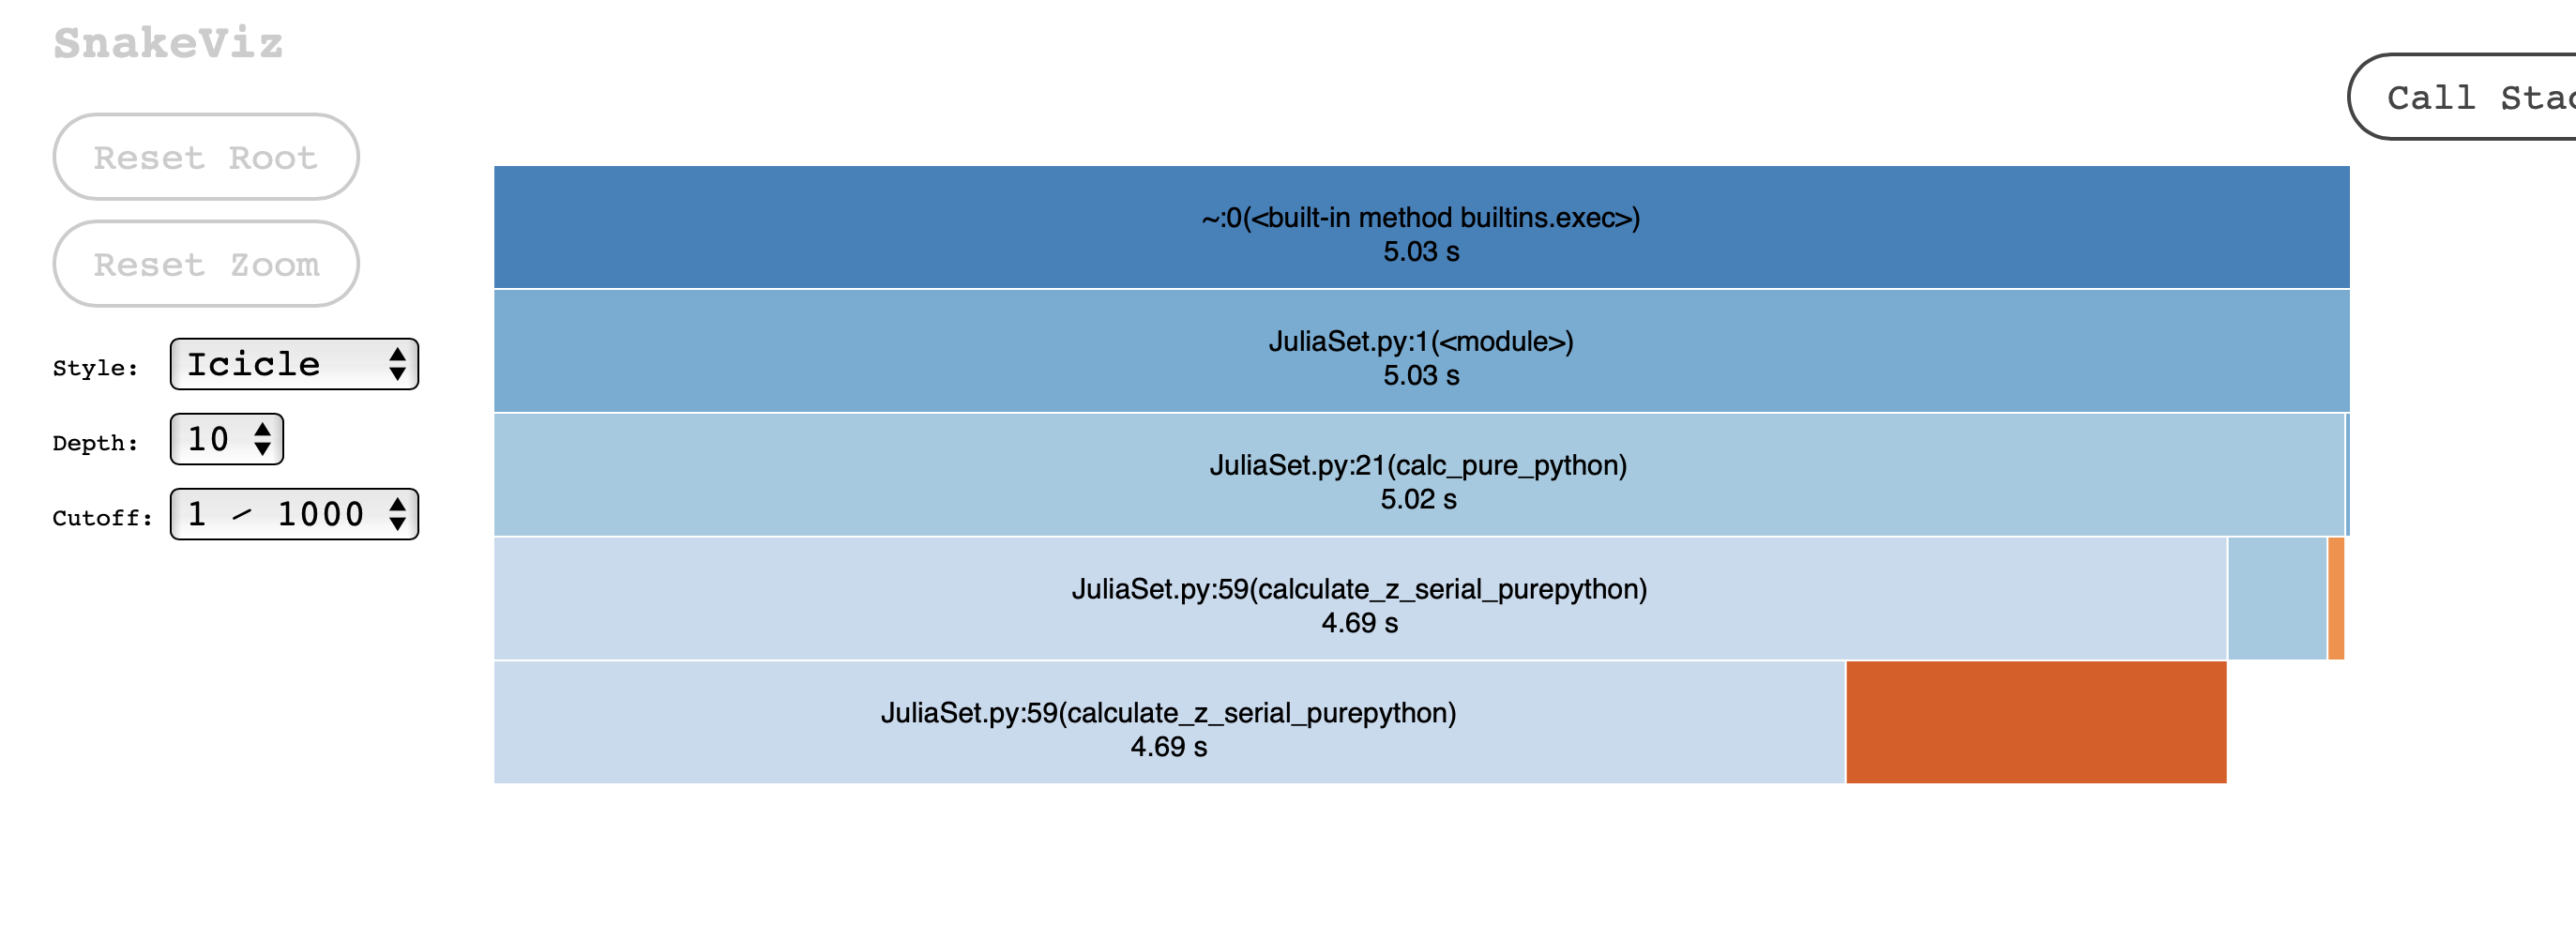 SnakeViz
Reset Root
Reset Zoom
Style: Icicle
Depth: 10
Cutoff: 1 / 1000
Call
~:0(<built-in method builtins.exec>)
5.03 s
JuliaSet.py:1(<module>)
5.03 s
JuliaSet.py:21(calc_pure_python)
5.02 s
JuliaSet.py:59(calculate_z_serial_purepython)
4.69 s
JuliaSet.py:59(calculate_z_serial_purepython)
4.69 s